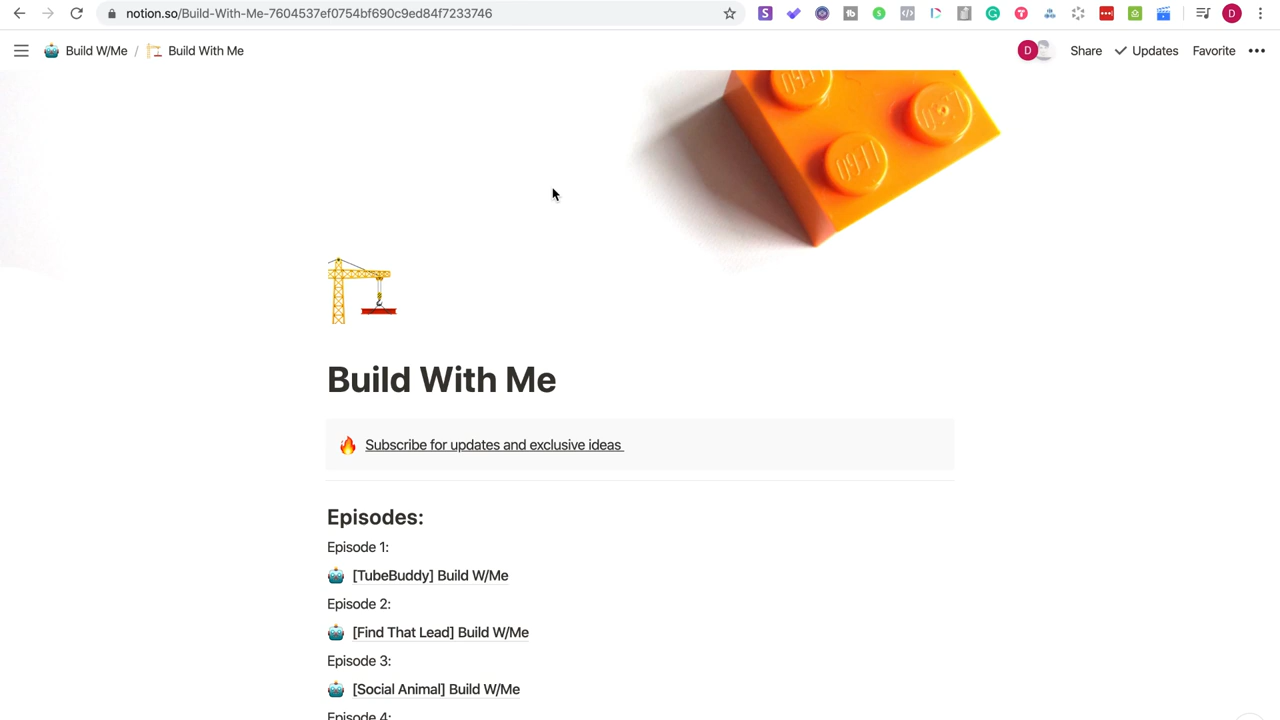 notion.so/Build-With-Me-7604537ef0754bf690c9ed84f7233746
Build W/Me / Build With Me
D Share Updates Favorite
Build With Me
Subscribe for updates and exclusive ideas
Episodes:
Episode 1:
[TubeBuddy] Build W/Me
Episode 2:
[Find That Lead] Build W/Me
Episode 3:
[Social Animal] Build W/Me
Episode 4: